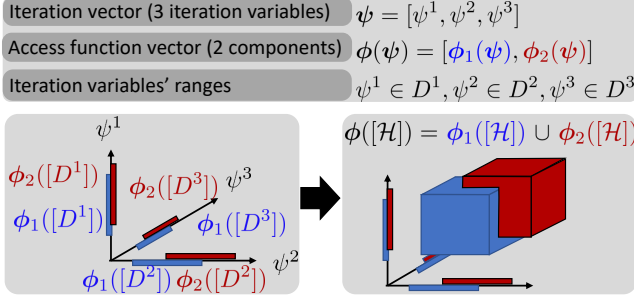 Iteration vector (3 iteration variables) 𝝍 = [ψ¹, ψ², ψ³]
Access function vector (2 components) 𝝓(𝝍) = [𝝓₁(𝝍), 𝝓₂(𝝍)]
Iteration variables' ranges ψ¹ ∈ D¹, ψ² ∈ D², ψ³ ∈ D³
ψ¹
𝝓₂([D¹]) 𝝓₂([D³]) ψ³
𝝓₁([D¹]) 𝝓₁([D³])
ψ²
𝝓₁([D²]) 𝝓₂([D²])
𝝓([ℋ]) = 𝝓₁([ℋ]) ∪ 𝝓₂([ℋ])